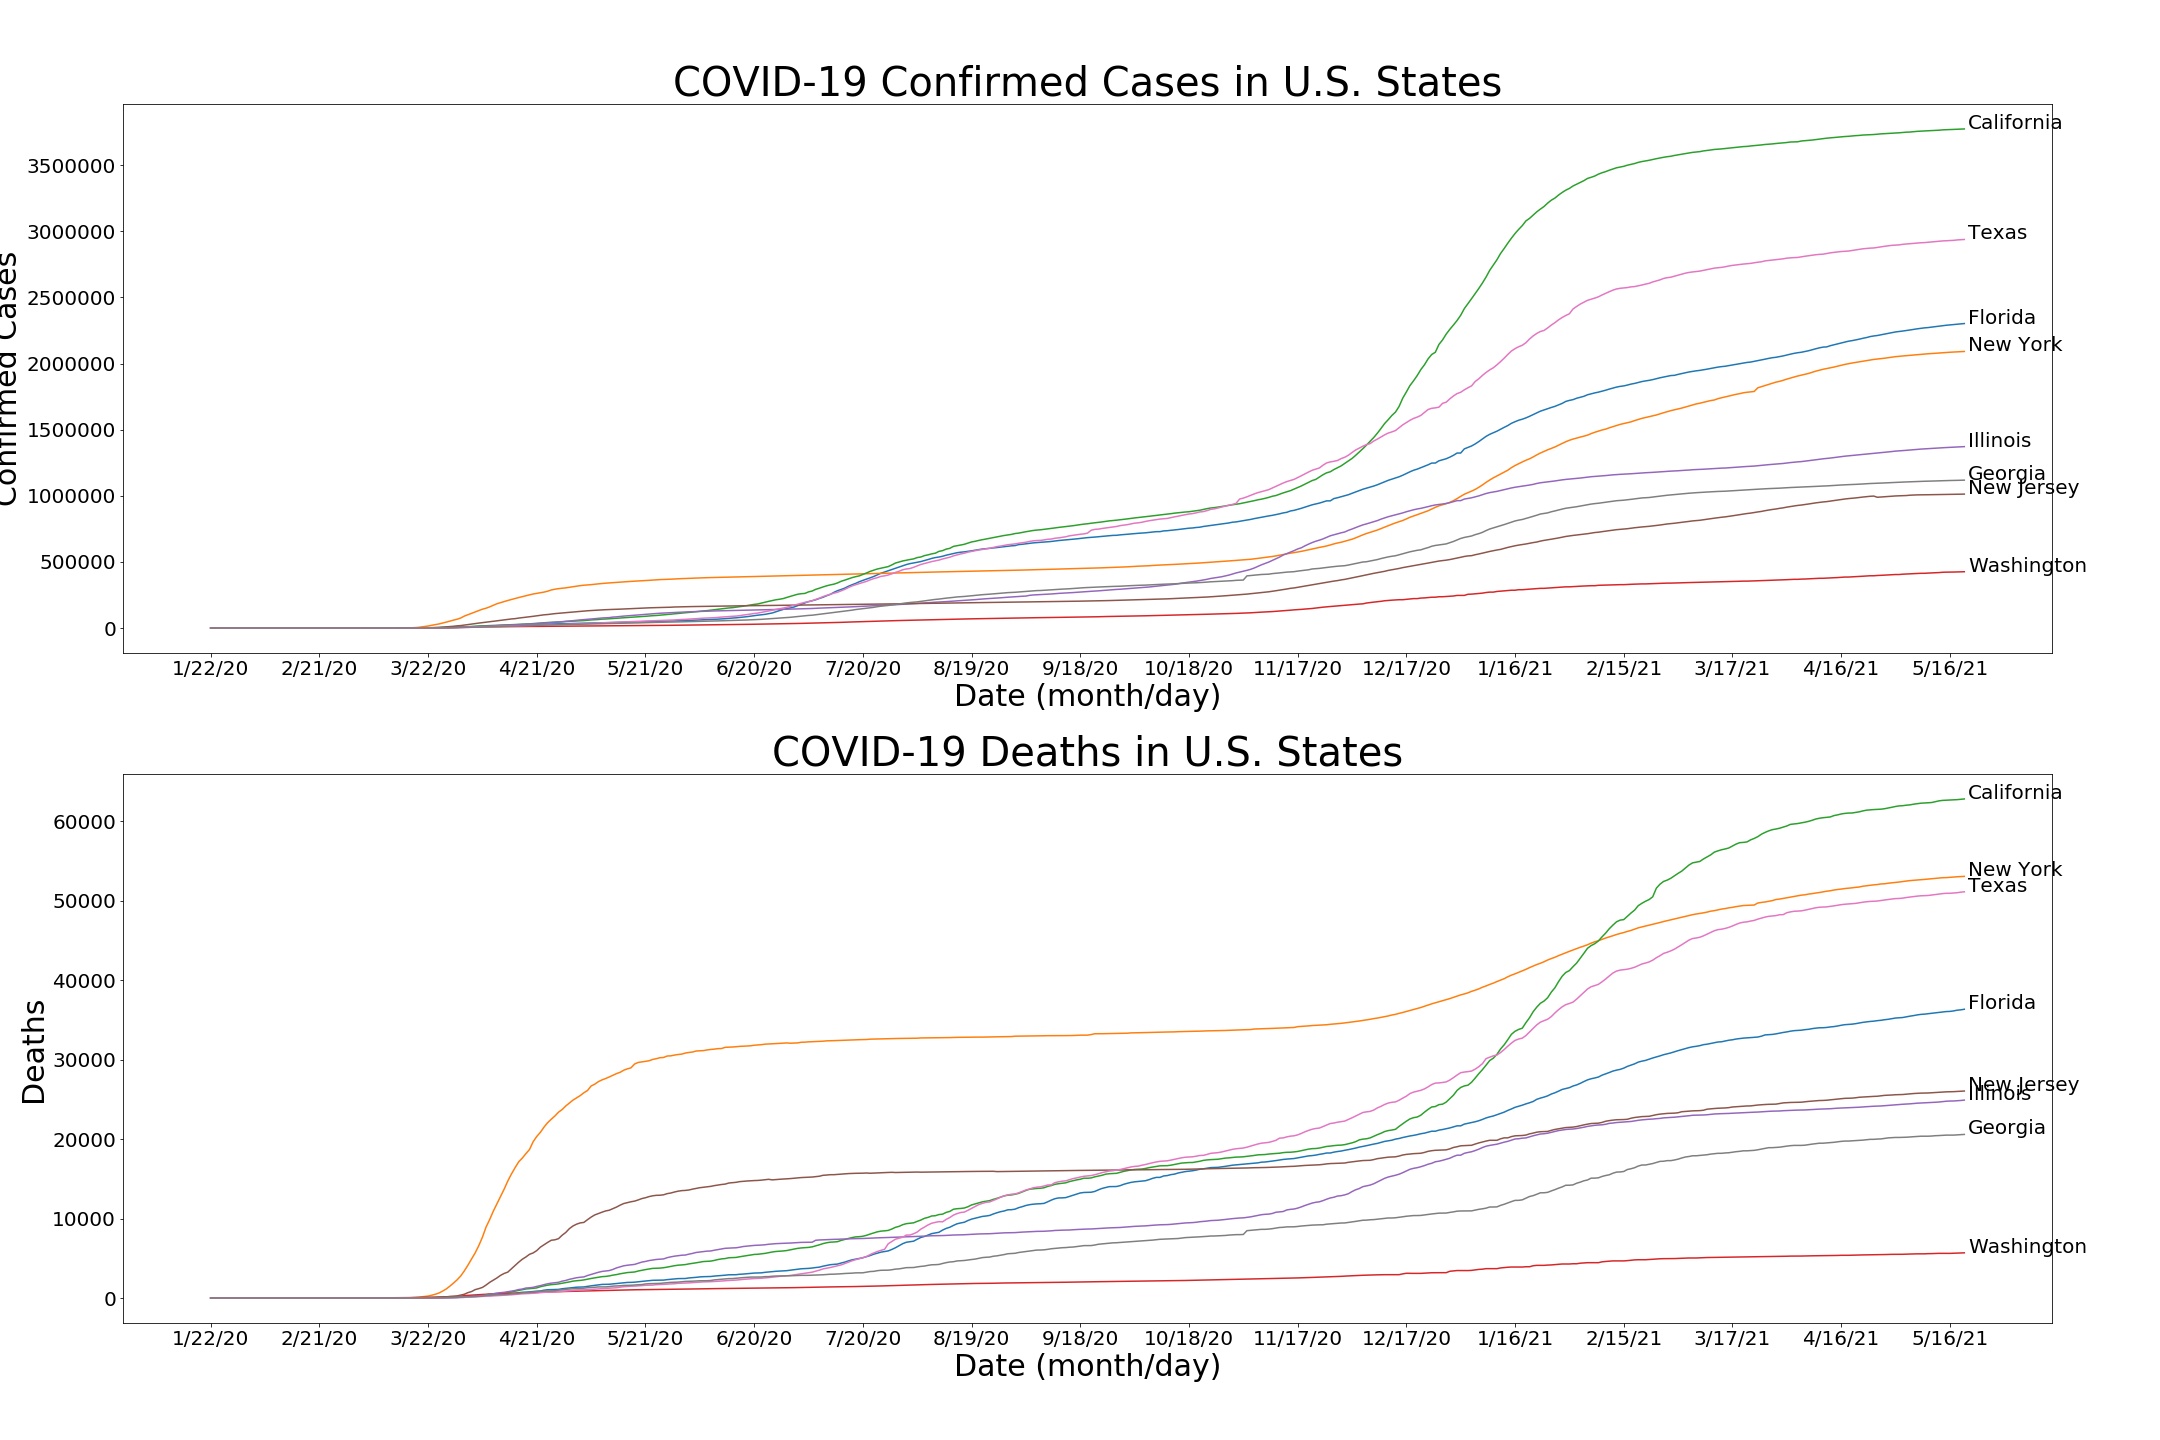 COVID-19 Confirmed Cases in U.S. States
Confirmed Cases
3500000
3000000
2500000
2000000
1500000
1000000
500000
0
California
Texas
Florida
New York
Illinois
Georgia
New Jersey
Washington
1/22/20 2/21/20 3/22/20 4/21/20 5/21/20 6/20/20 7/20/20 8/19/20 9/18/20 10/18/20 11/17/20 12/17/20 1/16/21 2/15/21 3/17/21 4/16/21 5/16/21
Date (month/day)
COVID-19 Deaths in U.S. States
Deaths
60000
50000
40000
30000
20000
10000
0
California
New York
Texas
Florida
New Jersey
Illinois
Georgia
Washington
1/22/20 2/21/20 3/22/20 4/21/20 5/21/20 6/20/20 7/20/20 8/19/20 9/18/20 10/18/20 11/17/20 12/17/20 1/16/21 2/15/21 3/17/21 4/16/21 5/16/21
Date (month/day)